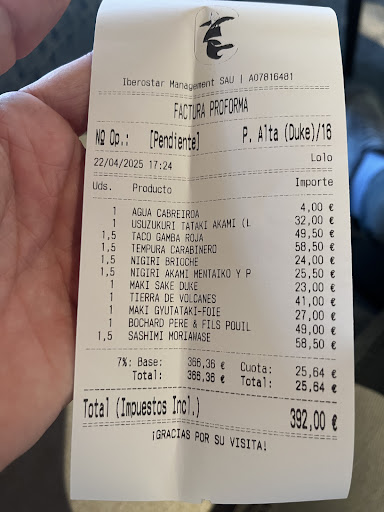 Iberostar Management SAU | A07816481
FACTURA PROFORMA
Nº Op.: [Pendiente] P. Alta (Duke)/16
22/04/2025 17:24 Lolo
Uds. Producto Importe
1 AGUA CABREIROA 4,00 €
1 USUZUKURI TATAKI AKAMI (L 32,00 €
1,5 TACO GAMBA ROJA 49,50 €
1,5 TEMPURA CARABINERO 58,50 €
1,5 NIGIRI BRIOCHE 24,00 €
1,5 NIGIRI AKAMI MENTAIKO Y P 25,50 €
1 MAKI SAKE DUKE 23,00 €
1 TIERRA DE VOLCANES 41,00 €
1 MAKI GYUTATAKI-FOIE 27,00 €
1 BOCHARD PERE & FILS POUIL 49,00 €
1,5 SASHIMI MORIAWASE 58,50 €
7%: Base: 366,36 € Cuota: 25,64 €
Total: 366,36 € Total: 25,64 €
Total (Impuestos Incl.) 392,00 €
¡GRACIAS POR SU VISITA!